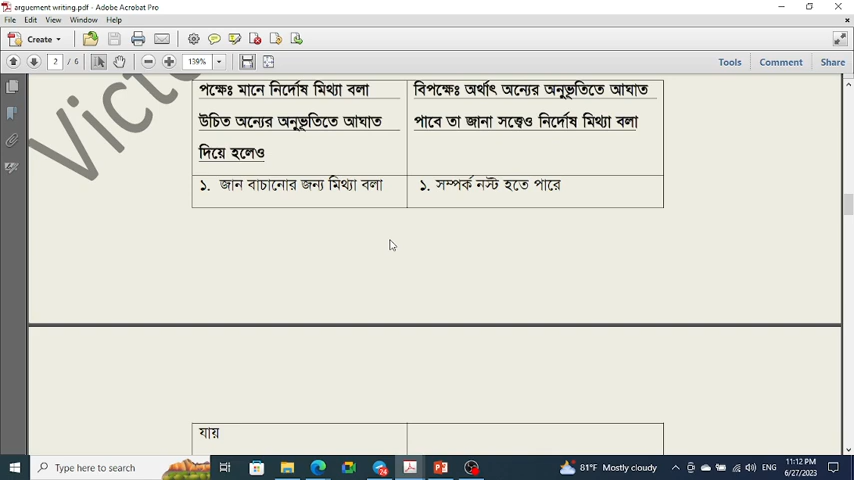 arguement writing.pdf - Adobe Acrobat Pro
File Edit View Window Help
Create
2 / 6 139% Tools Comment Share
Victo
পক্ষেঃ মানে নির্দোষ মিথ্যা বলা
উচিত অন্যের অনুভূতিতে আঘাত
দিয়ে হলেও
বিপক্ষেঃ অর্থাৎ অন্যের অনুভূতিতে আঘাত
পাবে তা জানা সত্ত্বেও নির্দোষ মিথ্যা বলা
১. জান বাচানোর জন্য মিথ্যা বলা
১. সম্পর্ক নস্ট হতে পারে
যায়
Type here to search
24
81°F Mostly cloudy
ENG
11:12 PM
6/27/2023